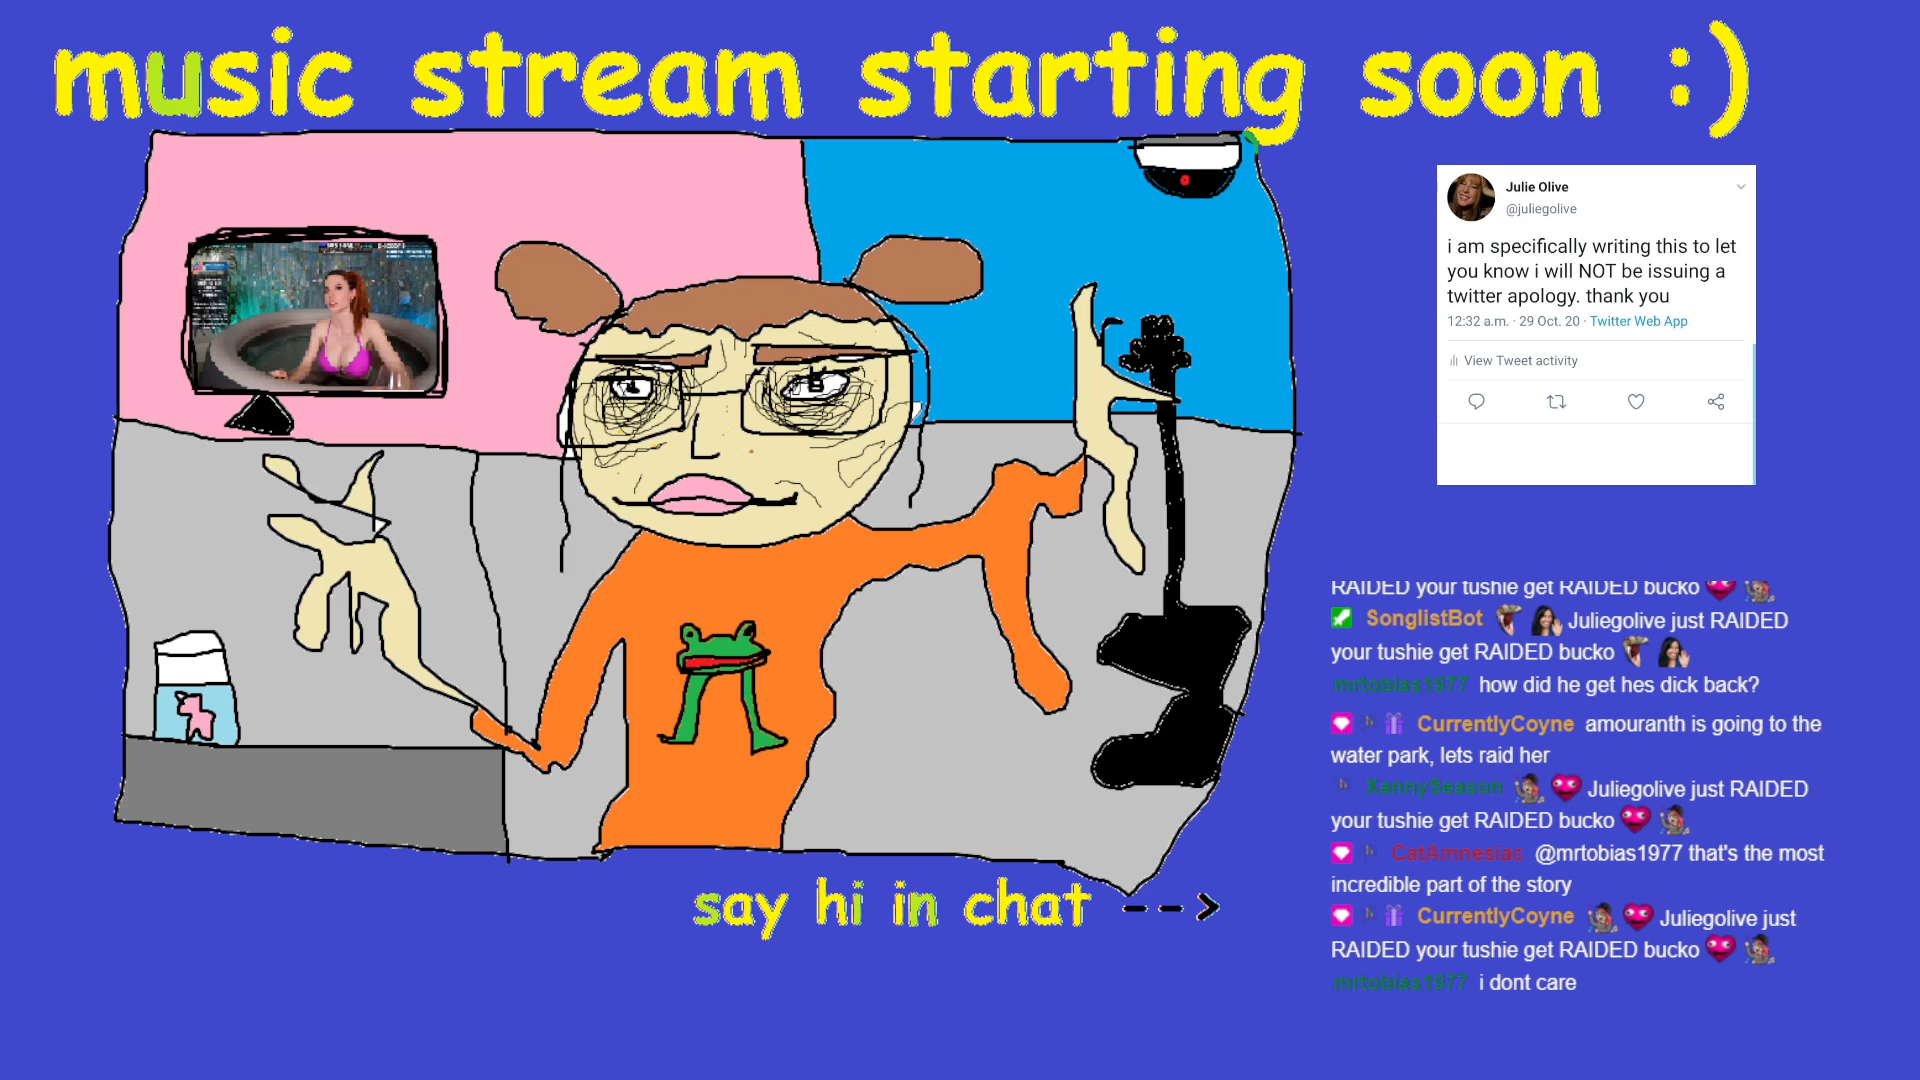 music stream starting soon :)
Julie Olive
@juliegolive
i am specifically writing this to let
you know i will NOT be issuing a
twitter apology. thank you
12:32 a.m. · 29 Oct. 20 · Twitter Web App
View Tweet activity
RAIDED your tushie get RAIDED bucko
SonglistBot Juliegolive just RAIDED
your tushie get RAIDED bucko
mrtobias1977 how did he get hes dick back?
CurrentlyCoyne amouranth is going to the
water park, lets raid her
XannySeason Juliegolive just RAIDED
your tushie get RAIDED bucko
CatAmnesiac @mrtobias1977 that's the most
incredible part of the story
CurrentlyCoyne Juliegolive just
RAIDED your tushie get RAIDED bucko
mrtobias1977 i dont care
say hi in chat -->